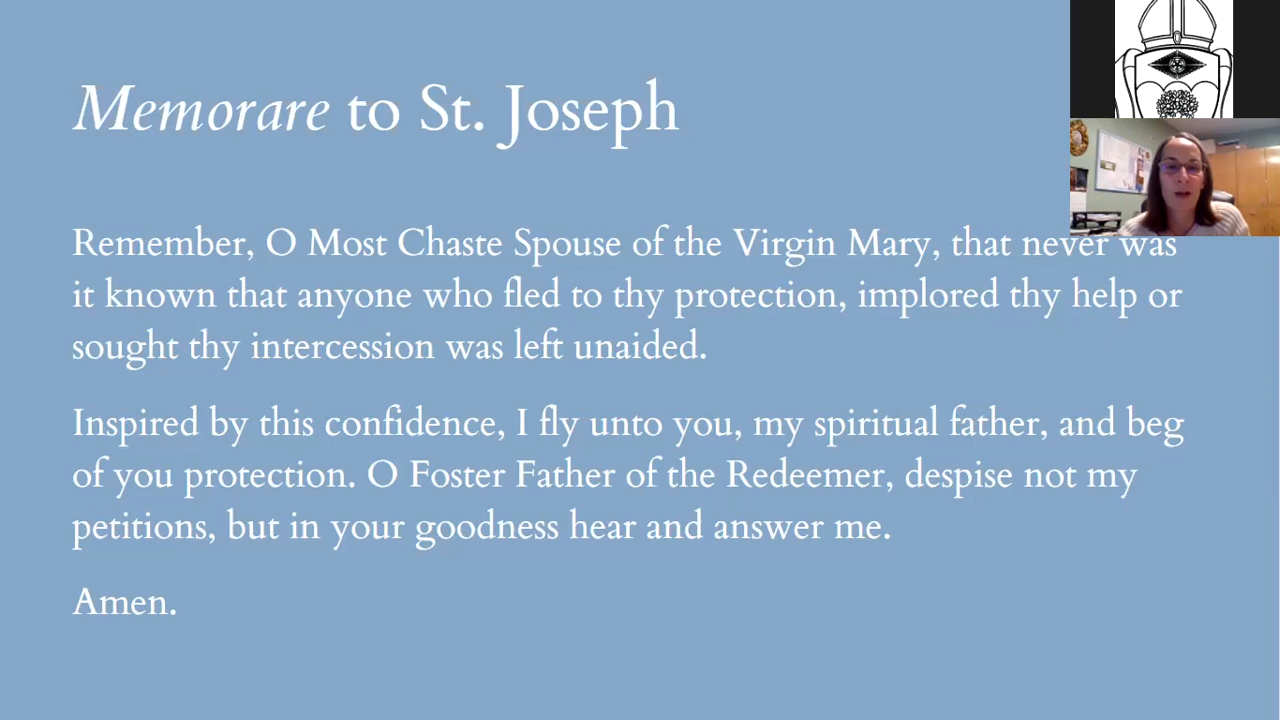 Memorare to St. Joseph
Remember, O Most Chaste Spouse of the Virgin Mary, that never was
it known that anyone who fled to thy protection, implored thy help or
sought thy intercession was left unaided.
Inspired by this confidence, I fly unto you, my spiritual father, and beg
of you protection. O Foster Father of the Redeemer, despise not my
petitions, but in your goodness hear and answer me.
Amen.